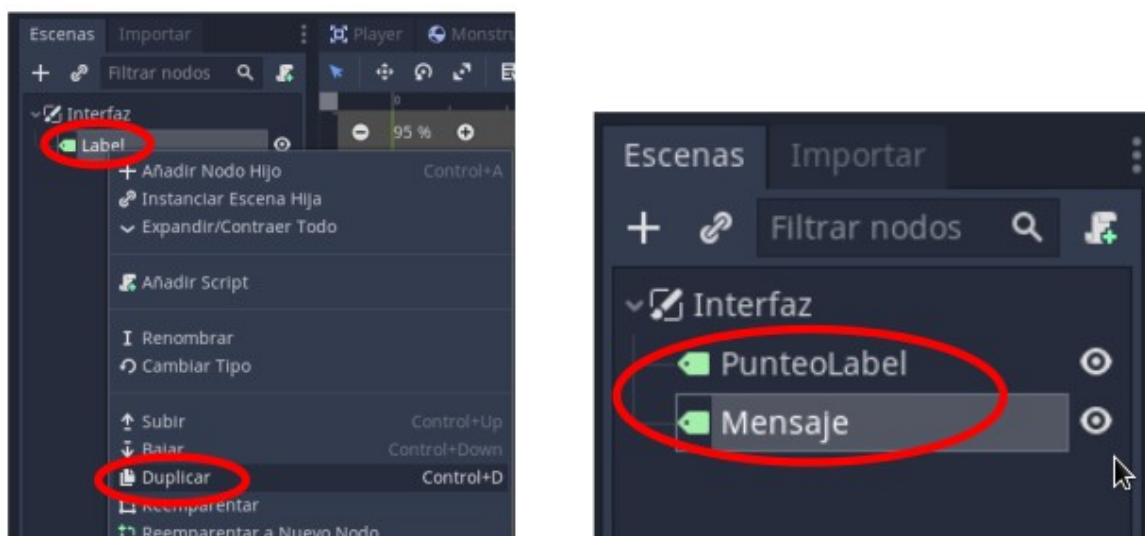 Escenas Importar Player Monstru
Filtrar nodos
Interfaz
0
Label 95 %
Añadir Nodo Hijo Control+A
Instanciar Escena Hija
Expandir/Contraer Todo
Añadir Script
Renombrar
Cambiar Tipo
Subir Control+Up
Bajar Control+Down
Duplicar Control+D
Reemparentar
Reemparentar a Nuevo Nodo
Escenas Importar
Filtrar nodos
Interfaz
PunteoLabel
Mensaje